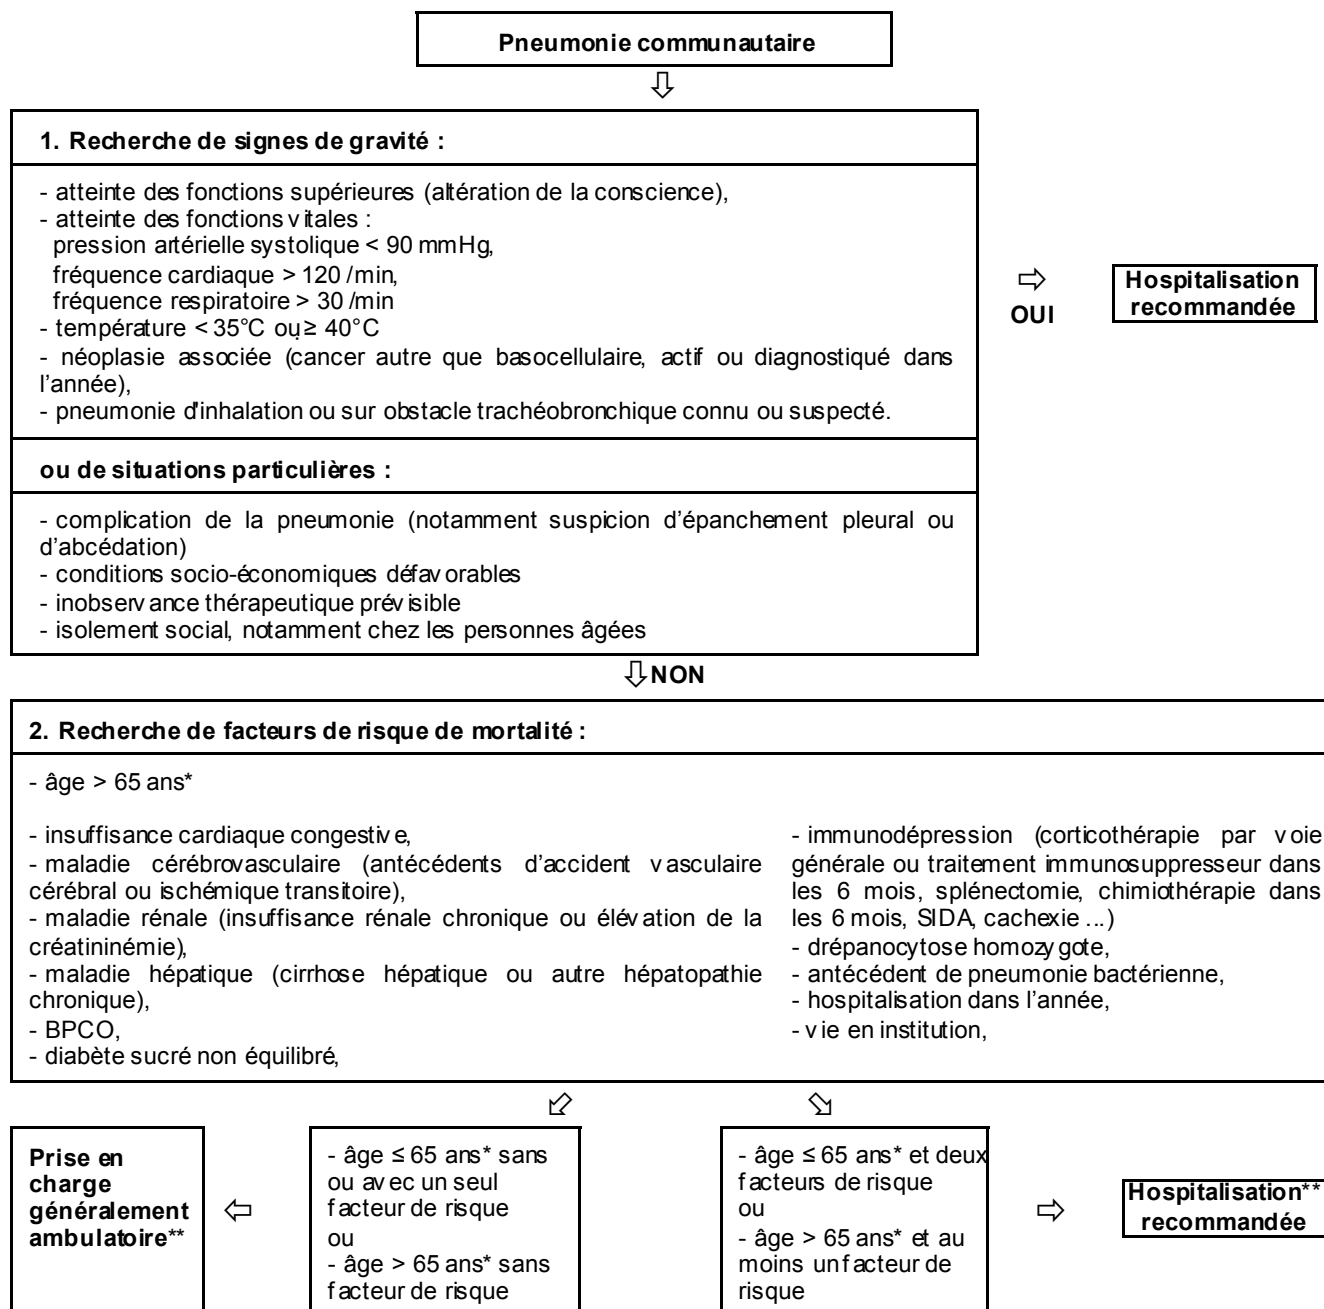 Pneumonie communautaire
⇩
1. Recherche de signes de gravité :
- atteinte des fonctions supérieures (altération de la conscience),
- atteinte des fonctions vitales :
pression artérielle systolique < 90 mmHg,
fréquence cardiaque > 120 /min,
fréquence respiratoire > 30 /min
- température < 35°C ou ≥ 40°C
- néoplasie associée (cancer autre que basocellulaire, actif ou diagnostiqué dans
l'année),
- pneumonie d'inhalation ou sur obstacle trachéobronchique connu ou suspecté.
⇨
OUI
Hospitalisation
recommandée
ou de situations particulières :
- complication de la pneumonie (notamment suspicion d'épanchement pleural ou
d'abcédation)
- conditions socio-économiques défavorables
- inobservance thérapeutique prévisible
- isolement social, notamment chez les personnes âgées
⇩NON
2. Recherche de facteurs de risque de mortalité :
- âge > 65 ans*
- insuffisance cardiaque congestive,
- maladie cérébrovasculaire (antécédents d'accident vasculaire
cérébral ou ischémique transitoire),
- maladie rénale (insuffisance rénale chronique ou élévation de la
créatininémie),
- maladie hépatique (cirrhose hépatique ou autre hépatopathie
chronique),
- BPCO,
- diabète sucré non équilibré,
- immunodépression (corticothérapie par voie
générale ou traitement immunosuppresseur dans
les 6 mois, splénectomie, chimiothérapie dans
les 6 mois, SIDA, cachexie ...)
- drépanocytose homozygote,
- antécédent de pneumonie bactérienne,
- hospitalisation dans l'année,
- vie en institution,
Prise en
charge
généralement
ambulatoire**
- âge ≤ 65 ans* sans
ou avec un seul
facteur de risque
ou
- âge > 65 ans* sans
facteur de risque
- âge ≤ 65 ans* et deux
facteurs de risque
ou
- âge > 65 ans* et au
moins un facteur de
risque
Hospitalisation**
recommandée